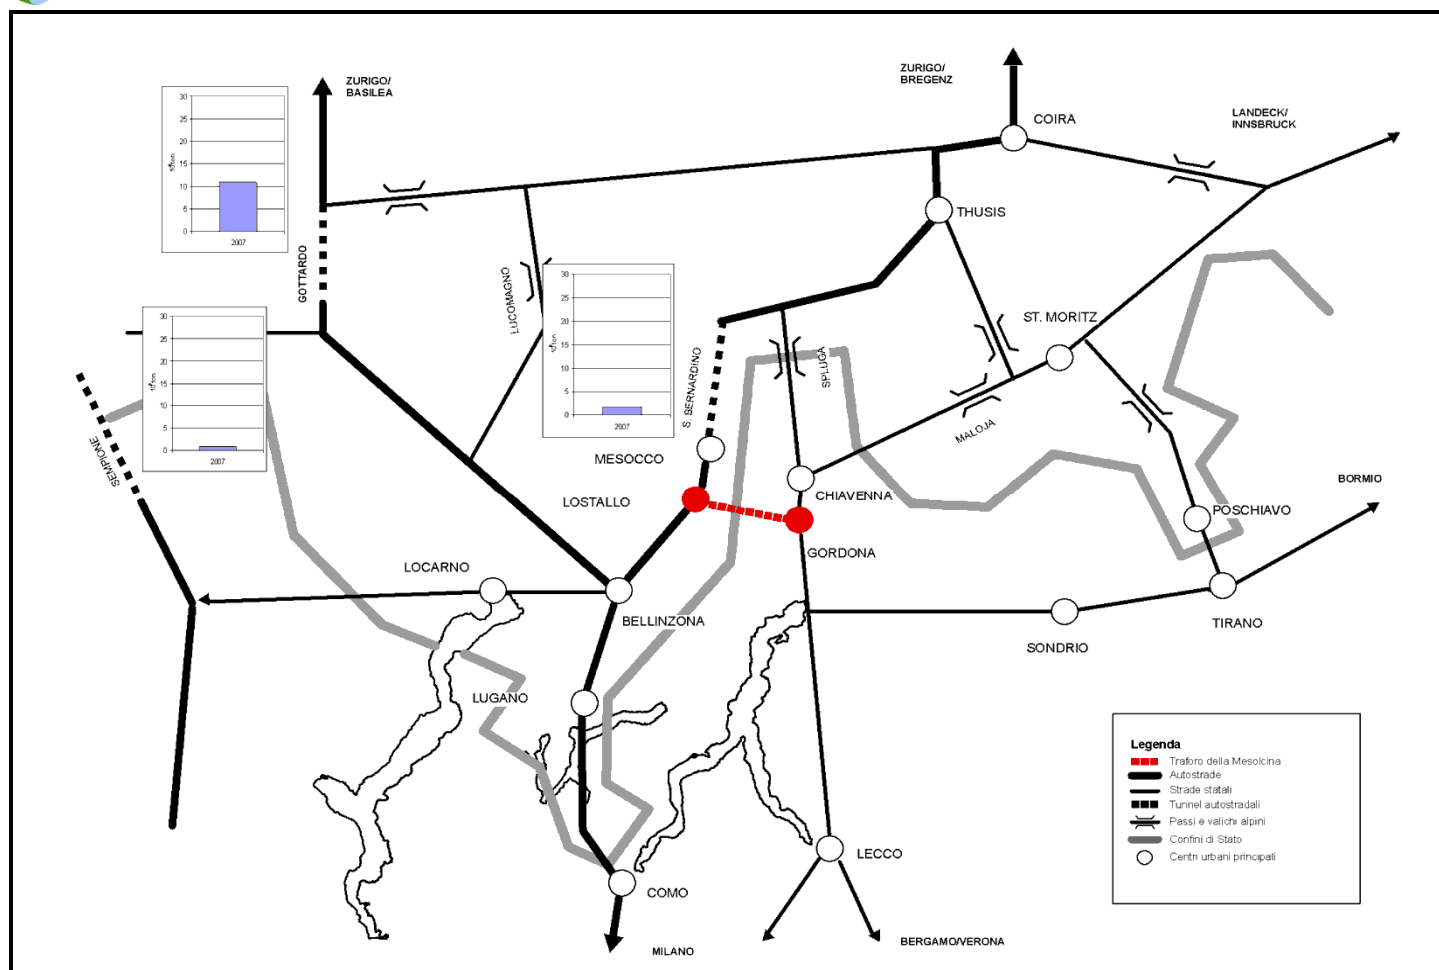 ZURIGO/
BASILEA
ZURIGO/
BREGENZ
COIRA
LANDECK/
INNSBRUCK
30
25
20
15
10
5
0
10⁶ton
2007
THUSIS
GOTTARDO
LUCOMAGNO
30
25
20
15
10
5
0
10⁶ton
2007
S. BERNARDINO
SPLUGA
ST. MORITZ
30
25
20
15
10
5
0
10⁶ton
2007
SEMPIONE
MALOJA
MESOCCO
LOSTALLO
CHIAVENNA
BORMIO
POSCHIAVO
GORDONA
LOCARNO
BELLINZONA
TIRANO
SONDRIO
LUGANO
Legenda
Traforo della Mesolcina
Autostrade
Strade statali
Tunnel autostradali
Passi e valichi alpini
Confini di Stato
Centri urbani principali
LECCO
COMO
MILANO
BERGAMO/VERONA